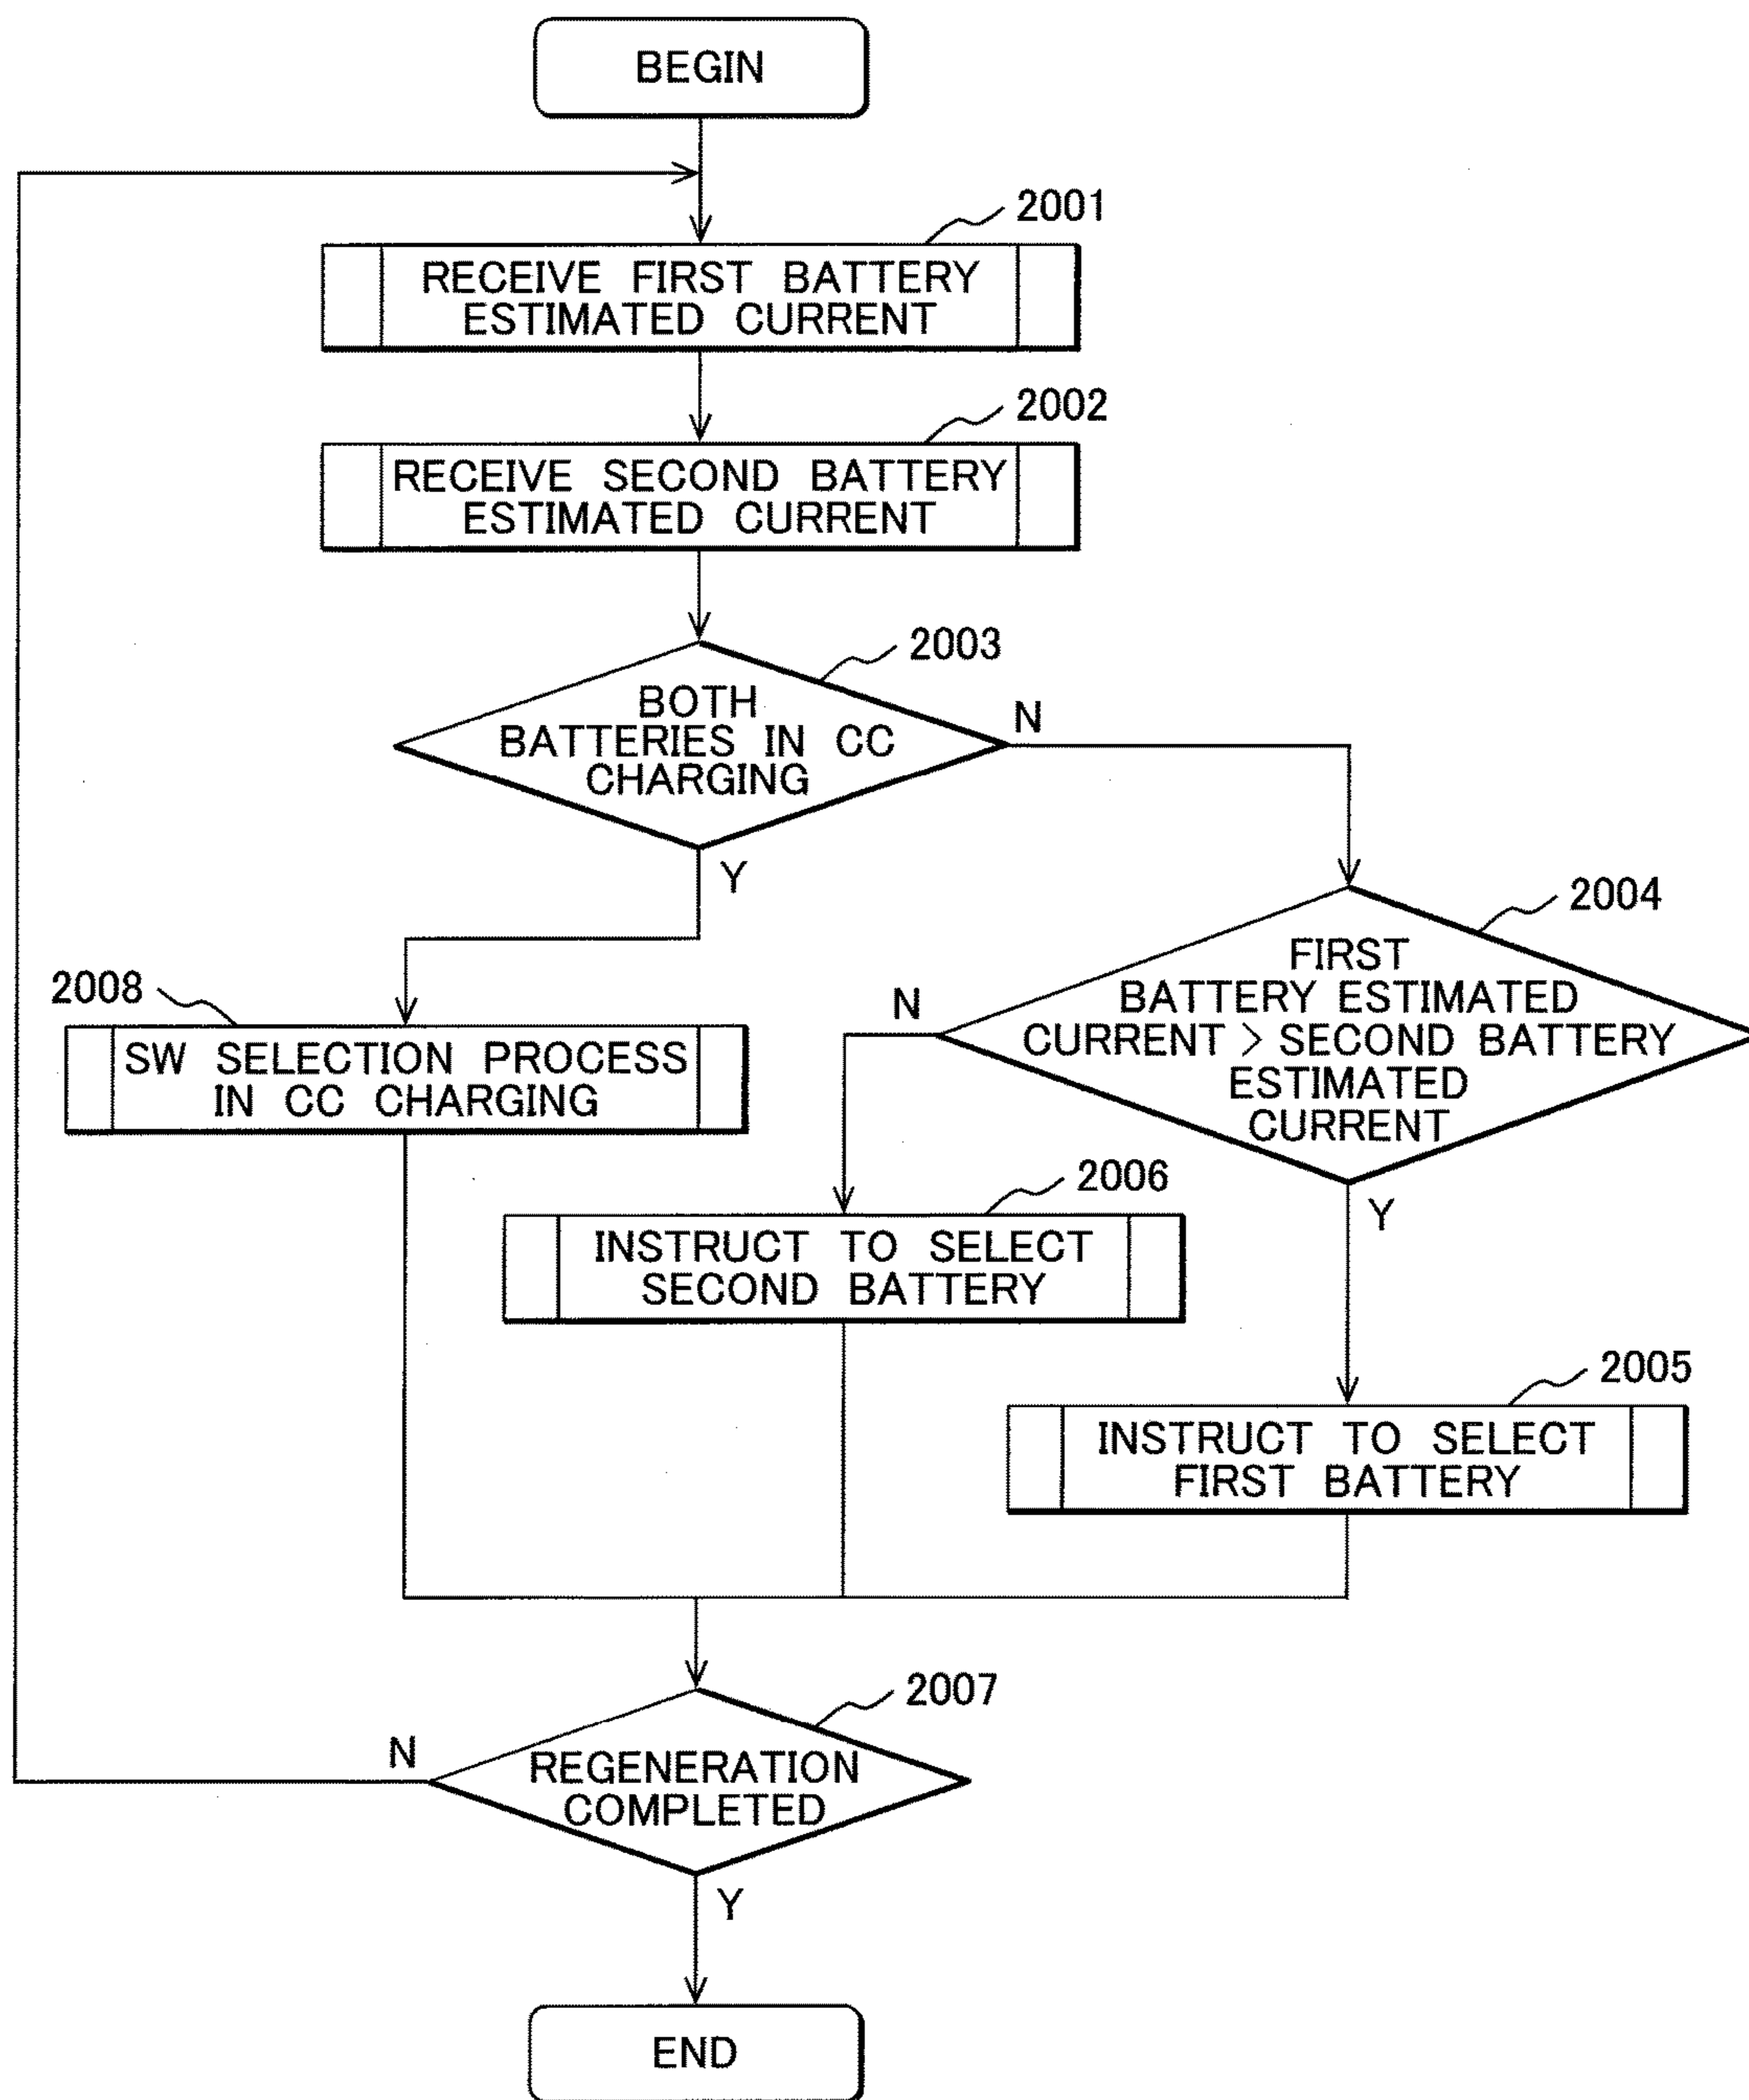 BEGIN
2001
RECEIVE FIRST BATTERY
ESTIMATED CURRENT
2002
RECEIVE SECOND BATTERY
ESTIMATED CURRENT
2003
BOTH
BATTERIES IN CC
CHARGING
N
Y
2004
FIRST
BATTERY ESTIMATED
CURRENT > SECOND BATTERY
ESTIMATED
CURRENT
N
Y
2008
SW SELECTION PROCESS
IN CC CHARGING
2006
INSTRUCT TO SELECT
SECOND BATTERY
2005
INSTRUCT TO SELECT
FIRST BATTERY
2007
REGENERATION
COMPLETED
N
Y
END